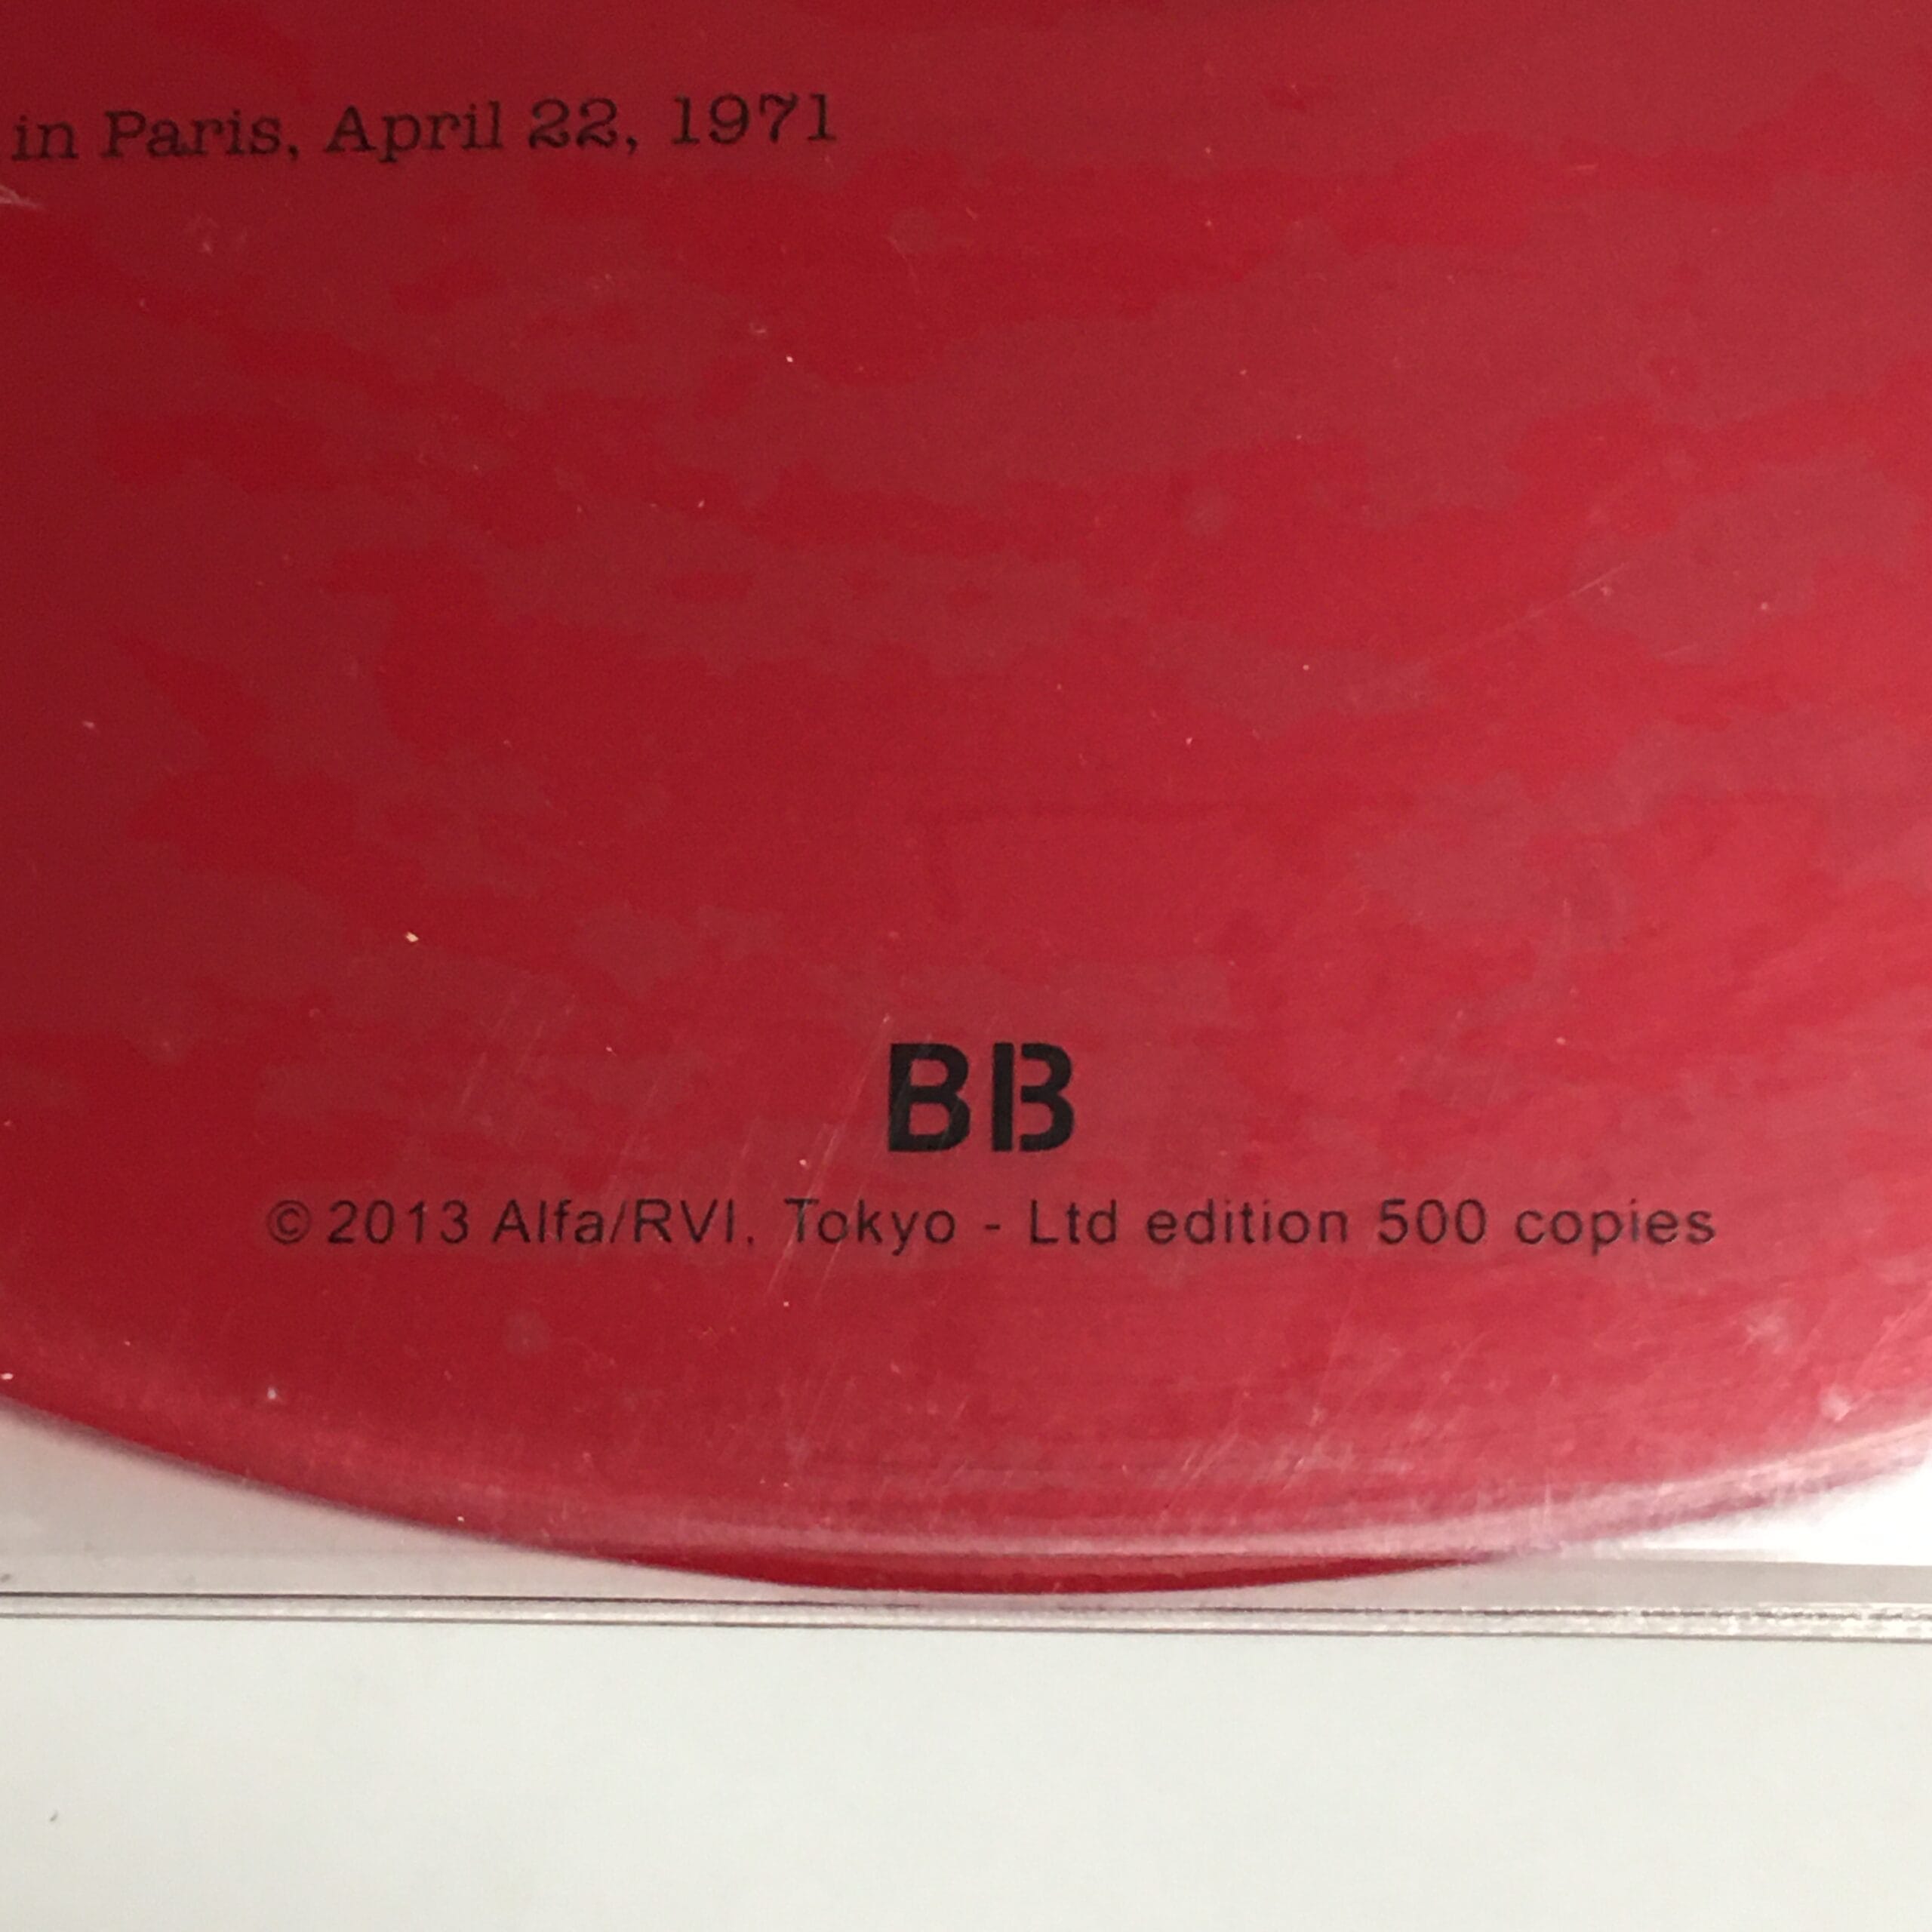 in Paris, April 22, 1971
BB
© 2013 Alfa/RVI, Tokyo - Ltd edition 500 copies